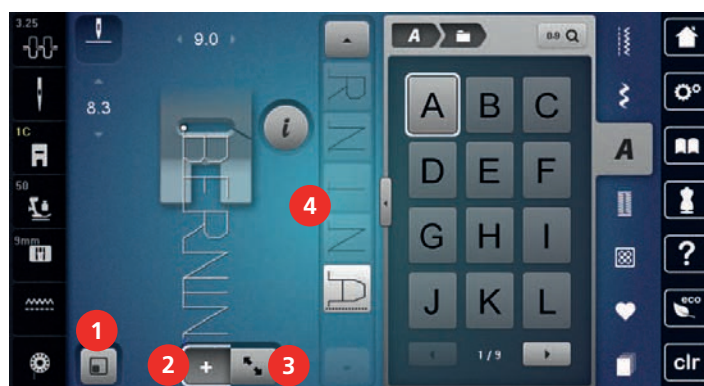 3.25
9.0
A
0-9
8.3
i
R
N
I
N
A
A B C
D E F
G H I
J K L
1/9
A
1C
50
9mm
BERNIN
1
2
+
3
4
?
eco
clr